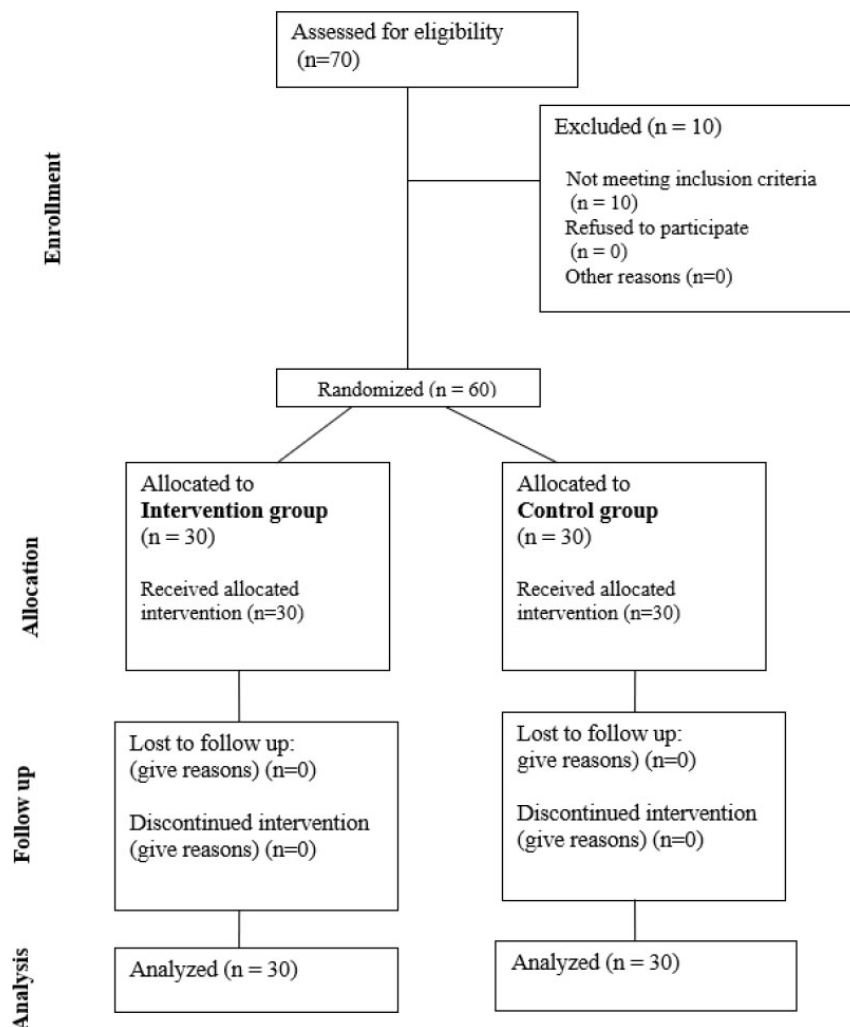 Assessed for eligibility
(n=70)
Enrollment
Excluded (n = 10)
Not meeting inclusion criteria
(n = 10)
Refused to participate
(n = 0)
Other reasons (n=0)
Randomized (n = 60)
Allocation
Allocated to
Intervention group
(n = 30)
Received allocated
intervention (n=30)
Allocated to
Control group
(n = 30)
Received allocated
intervention (n=30)
Follow up
Lost to follow up:
(give reasons) (n=0)
Discontinued intervention
(give reasons) (n=0)
Lost to follow up:
give reasons) (n=0)
Discontinued intervention
(give reasons) (n=0)
Analysis
Analyzed (n = 30)
Analyzed (n = 30)